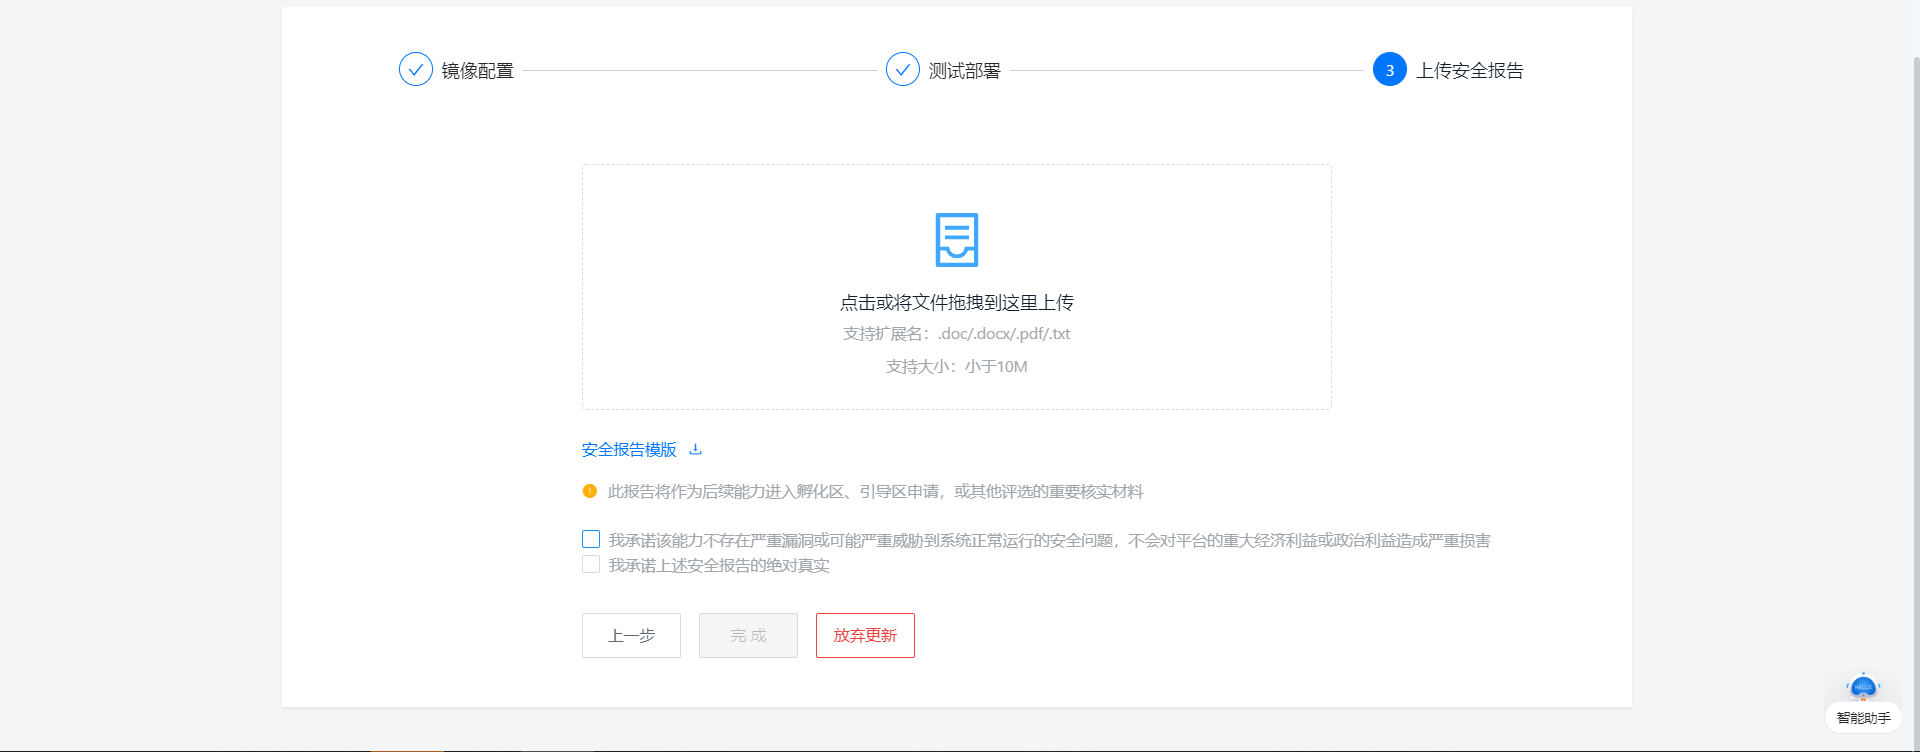 镜像配置
测试部署
3 上传安全报告
点击或将文件拖拽到这里上传
支持扩展名：.doc/.docx/.pdf/.txt
支持大小：小于10M
安全报告模版
此报告将作为后续能力进入孵化区、引导区申请，或其他评选的重要核实材料
我承诺该能力不存在严重漏洞或可能严重威胁到系统正常运行的安全问题，不会对平台的重大经济利益或政治利益造成严重损害
我承诺上述安全报告的绝对真实
上一步 完 成 放弃更新
HELLO
智能助手